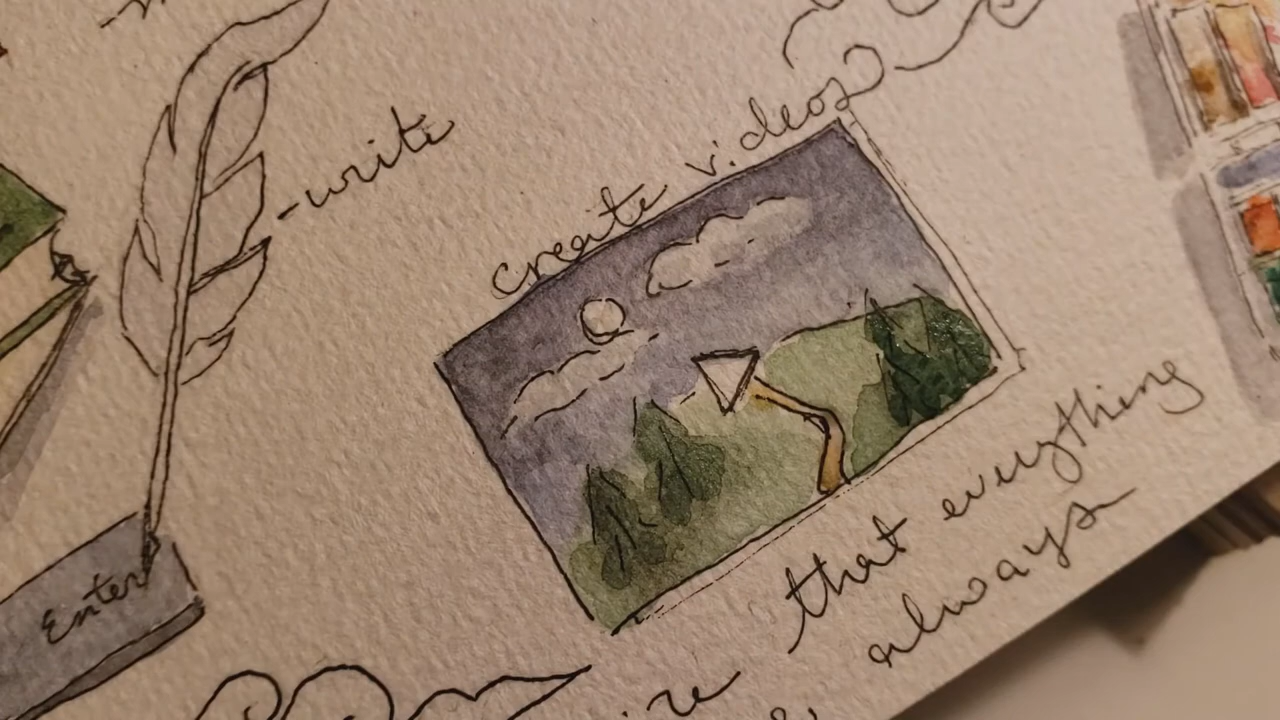 -write
create videos
Enter
that everything
always